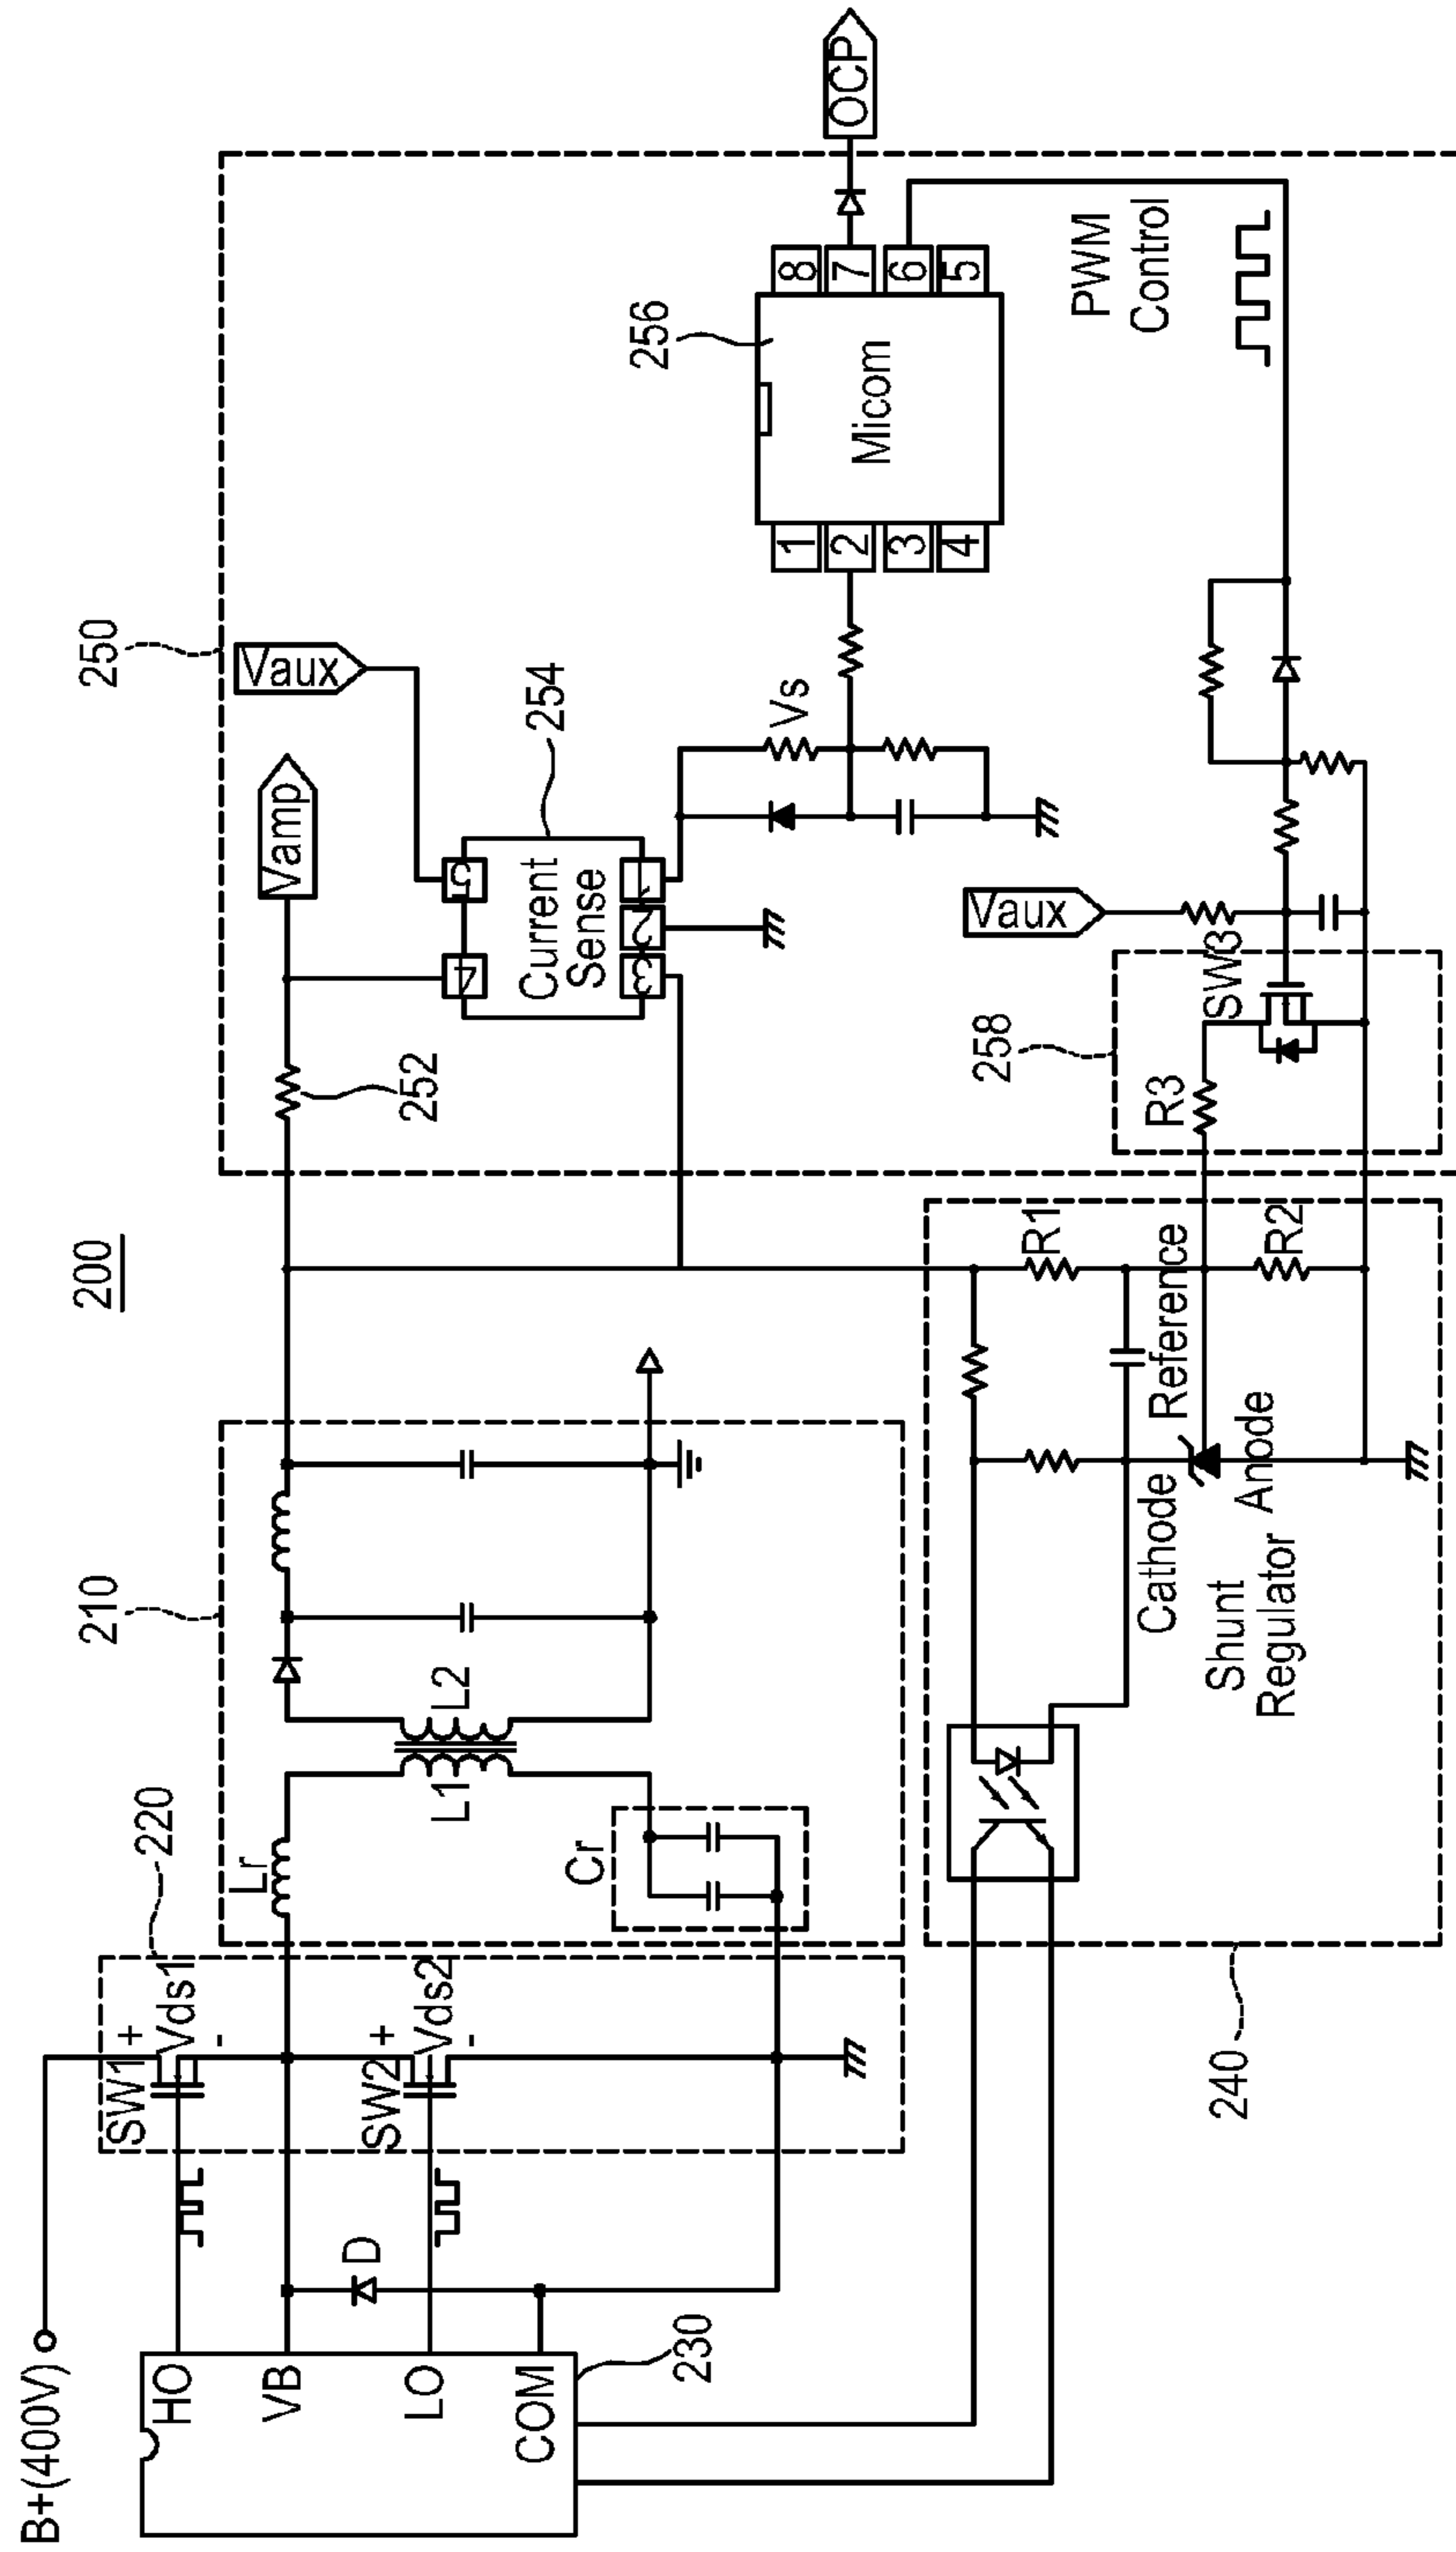 200
B+(400V)
HO
VB
LO
COM
230
D
SW1
+
Vds1
-
SW2
+
Vds2
-
220
Lr
L1
L2
Cr
210
252
Vamp
Vaux
250
4
5
Current
Sense
3
2
1
254
Vs
256
1
2
3
4
Micom
8
7
6
5
OCP
PWM
Control
Vaux
258
R3
SW3
R1
Reference
R2
Cathode
Anode
Shunt
Regulator
240